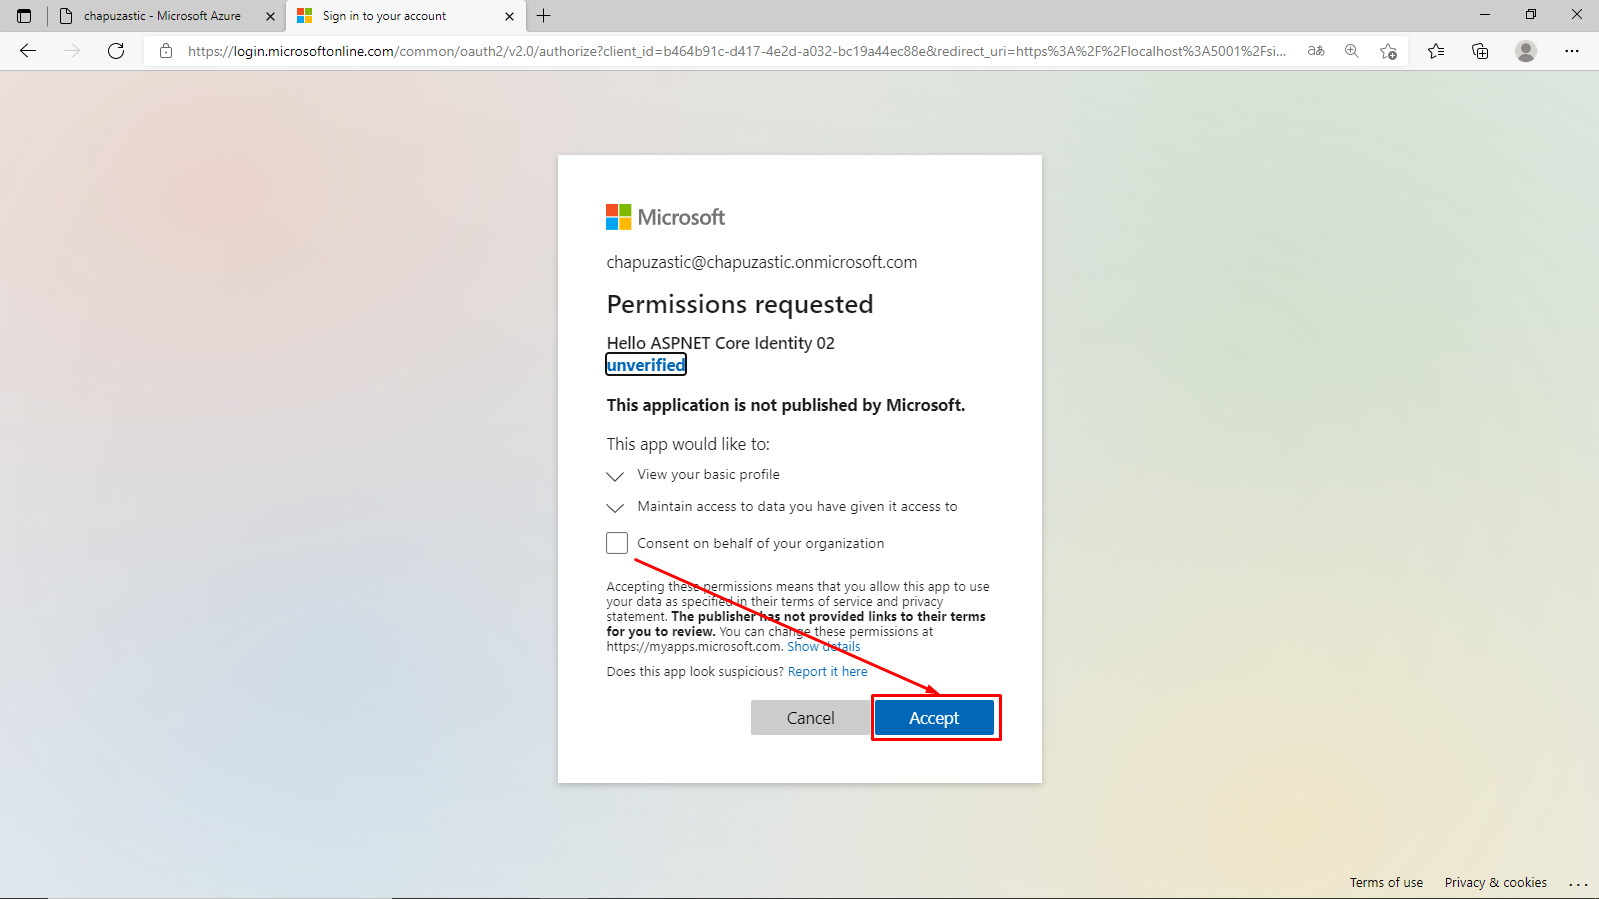 chapuzastic - Microsoft Azure
Sign in to your account
https://login.microsoftonline.com/common/oauth2/v2.0/authorize?client_id=b464b91c-d417-4e2d-a032-bc19a44ec88e&redirect_uri=https%3A%2F%2Flocalhost%3A5001%2Fsi...
aあ
Microsoft
chapuzastic@chapuzastic.onmicrosoft.com
Permissions requested
Hello ASPNET Core Identity 02
unverified
This application is not published by Microsoft.
This app would like to:
View your basic profile
Maintain access to data you have given it access to
Consent on behalf of your organization
Accepting these permissions means that you allow this app to use
your data as specified in their terms of service and privacy
statement. The publisher has not provided links to their terms
for you to review. You can change these permissions at
https://myapps.microsoft.com. Show details
Does this app look suspicious? Report it here
Cancel
Accept
Terms of use
Privacy & cookies
...